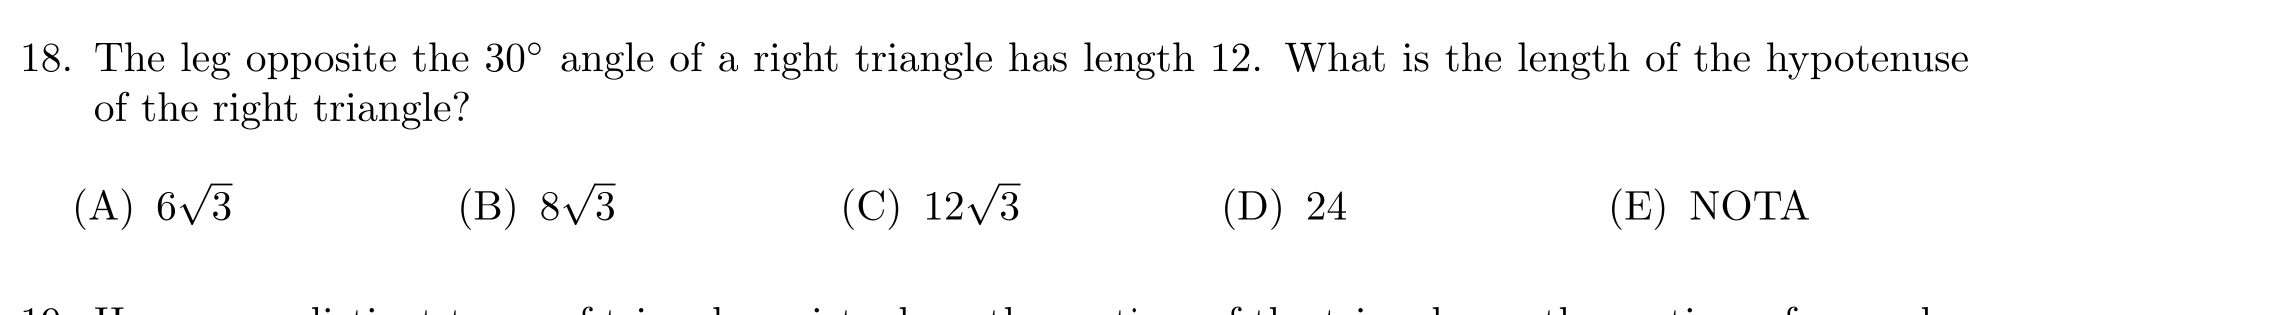 18. The leg opposite the 30° angle of a right triangle has length 12. What is the length of the hypotenuse
of the right triangle?
(A) 6√3 (B) 8√3 (C) 12√3 (D) 24 (E) NOTA